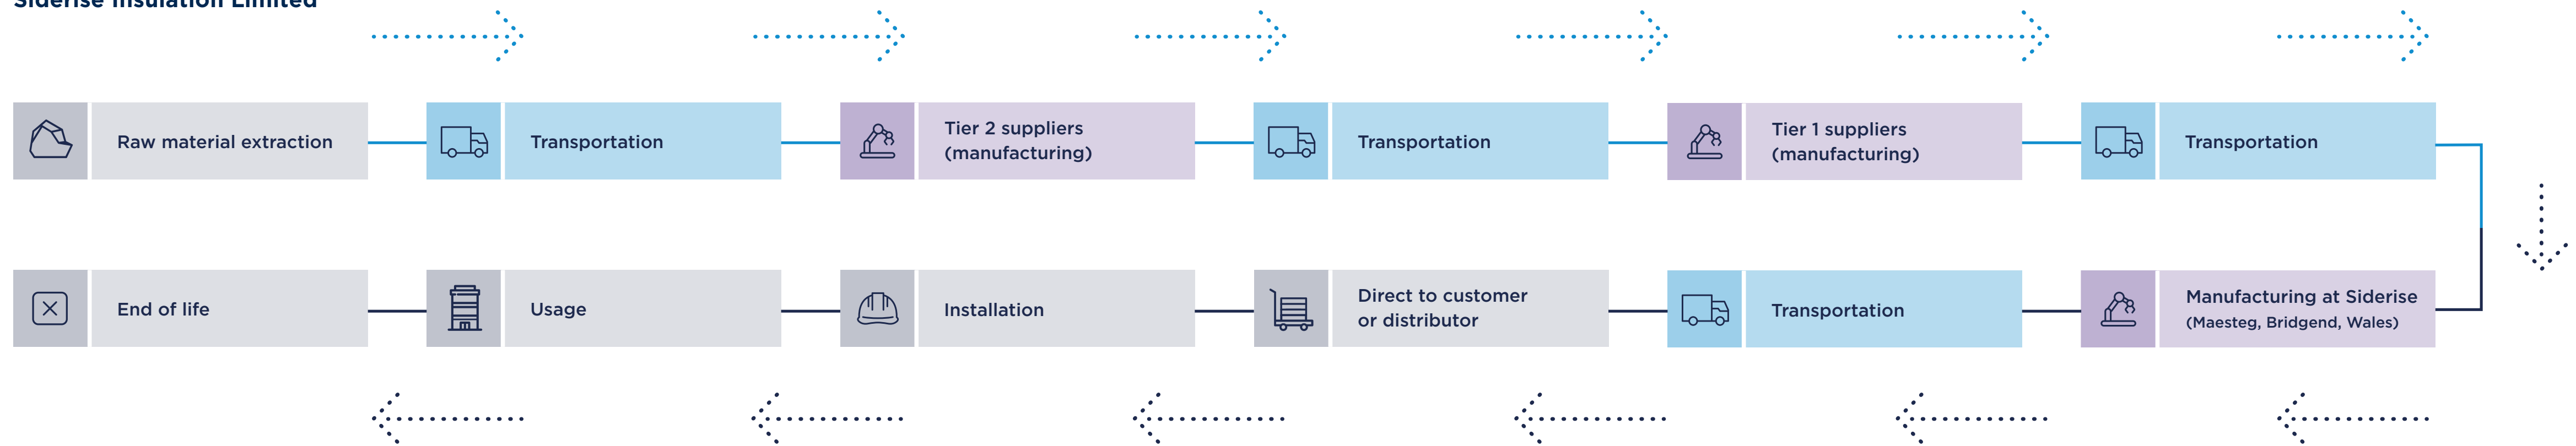 Siderise Insulation Limited
Raw material extraction
Transportation
Tier 2 suppliers
(manufacturing)
Transportation
Tier 1 suppliers
(manufacturing)
Transportation
End of life
Usage
Installation
Direct to customer
or distributor
Transportation
Manufacturing at Siderise
(Maesteg, Bridgend, Wales)